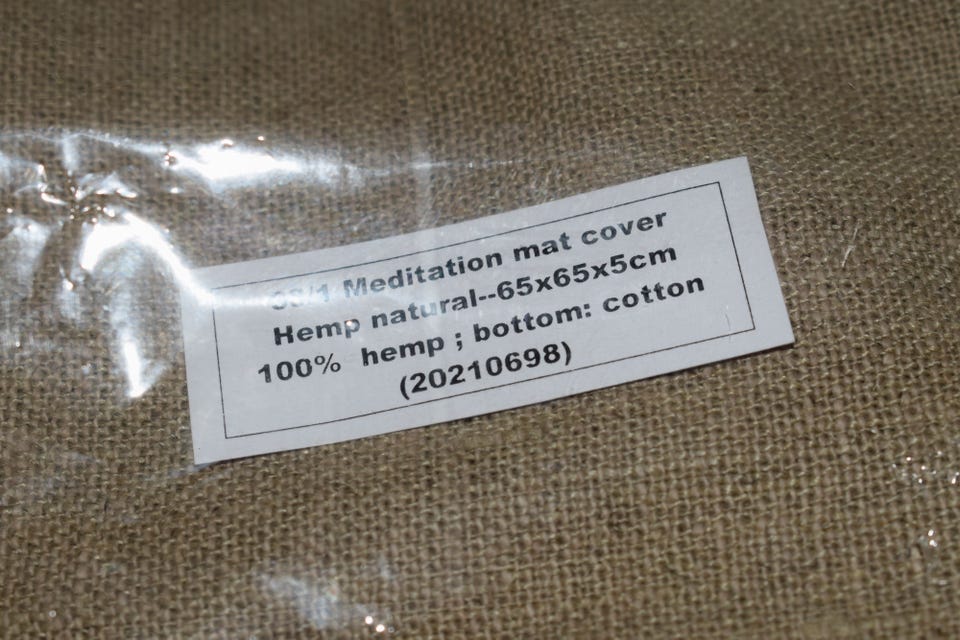 Meditation mat cover
Hemp natural--65x65x5cm
100% hemp ; bottom: cotton
(20210698)